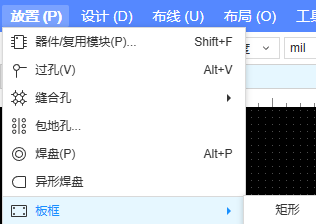 放置 (P) 设计 (D) 布线 (U) 布局 (O) 工具
器件/复用模块(P)... Shift+F
mil
过孔(V) Alt+V
缝合孔
包地孔...
焊盘(P) Alt+P
异形焊盘
板框
矩形